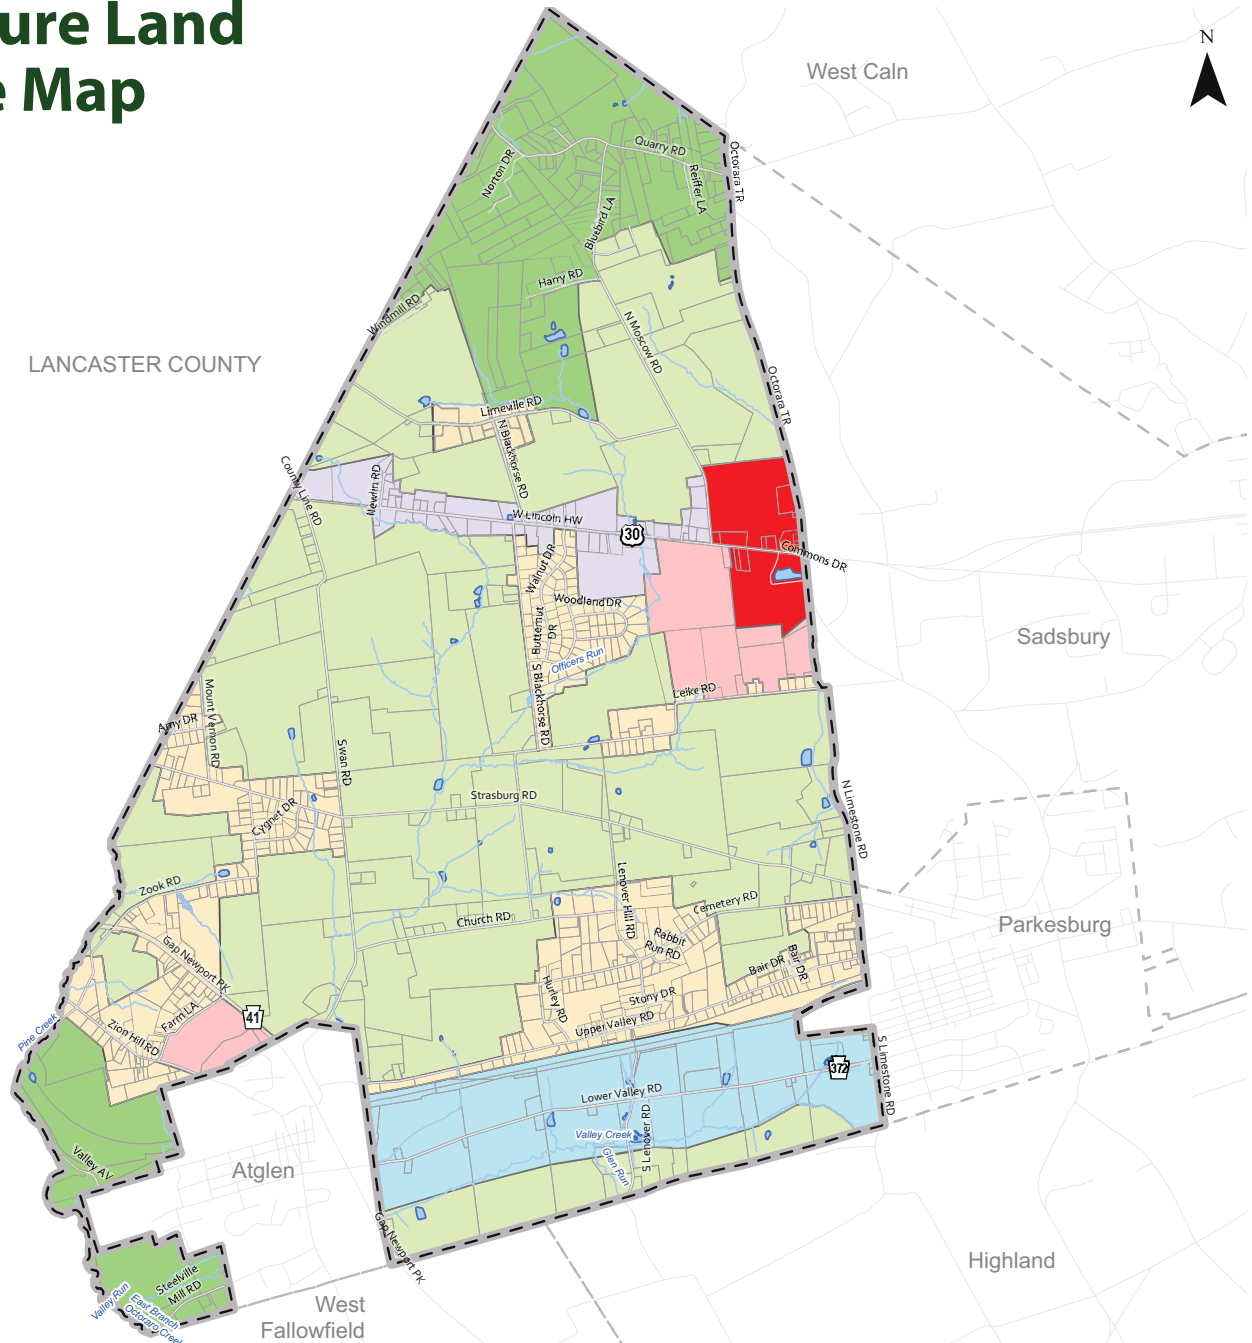 ure Land
Map
N
West Caln
Quarry RD
Octorara TR
Norton DR
Reiffer LA
Bluebird LA
Harry RD
Windmill RD
N Moscow RD
LANCASTER COUNTY
Octorara TR
Limeville RD
N Blackhorse RD
County Line RD
Newlin RD
W Lincoln HW
30
Commons DR
Walnut DR
Woodland DR
Butternut
DR
Sadsbury
Officers Run
S Blackhorse RD
Leike RD
Mount Vernon RD
Amy DR
Swan RD
Strasburg RD
N Limestone RD
Cygnet DR
Zook RD
Lenover Hill RD
Cemetery RD
Church RD
Parkesburg
Rabbit
Run RD
Gap Newport PK
Bair DR
Bair DR
Hurley RD
Stony DR
Farm LA
41
Upper Valley RD
Zion Hill RD
Pine Creek
S Limestone RD
372
Lower Valley RD
Valley Creek
S Lenover RD
Glen Run
Valley AV
Atglen
Gap Newport PK
Highland
Steelville
Mill RD
Valley Run
East Branch
Octoraro Creek
West
Fallowfield